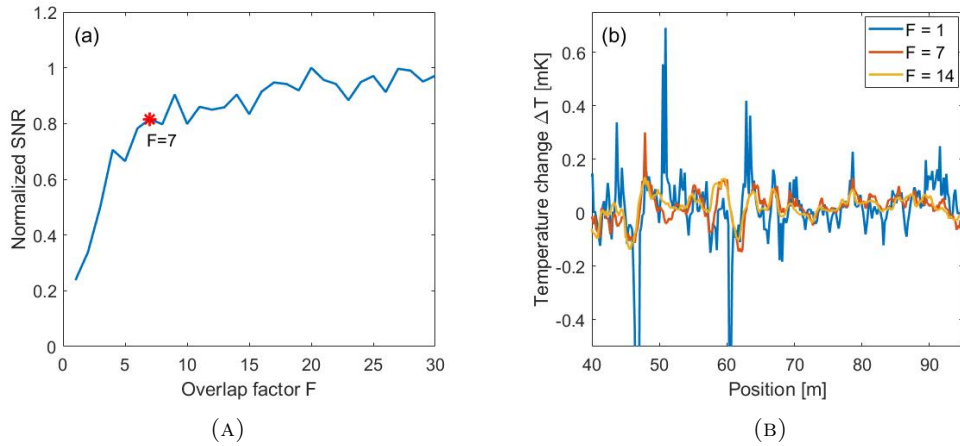 (a)
1.2
1
0.8
0.6
0.4
0.2
0
Normalized SNR
F=7
0 5 10 15 20 25 30
Overlap factor F
(A)
(b)
F = 1
F = 7
F = 14
0.6
0.4
0.2
0
-0.2
-0.4
Temperature change ΔT [mK]
40 50 60 70 80 90
Position [m]
(B)